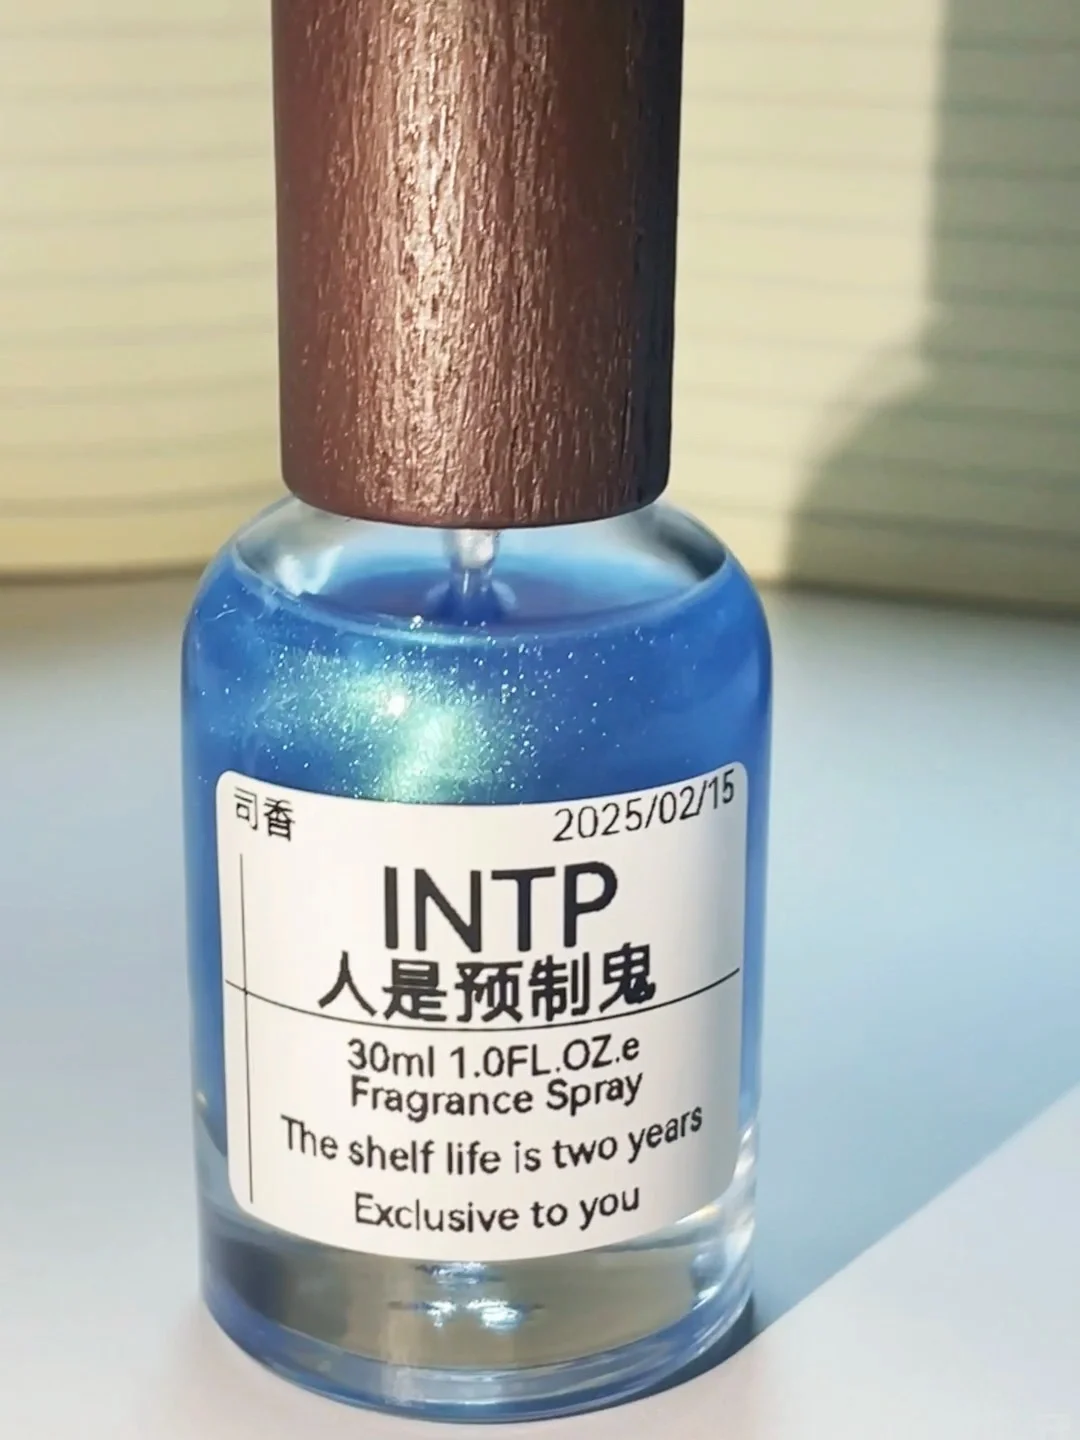 司香
2025/02/15
INTP
人是预制鬼
30ml 1.0FL.OZ.e
Fragrance Spray
The shelf life is two years
Exclusive to you